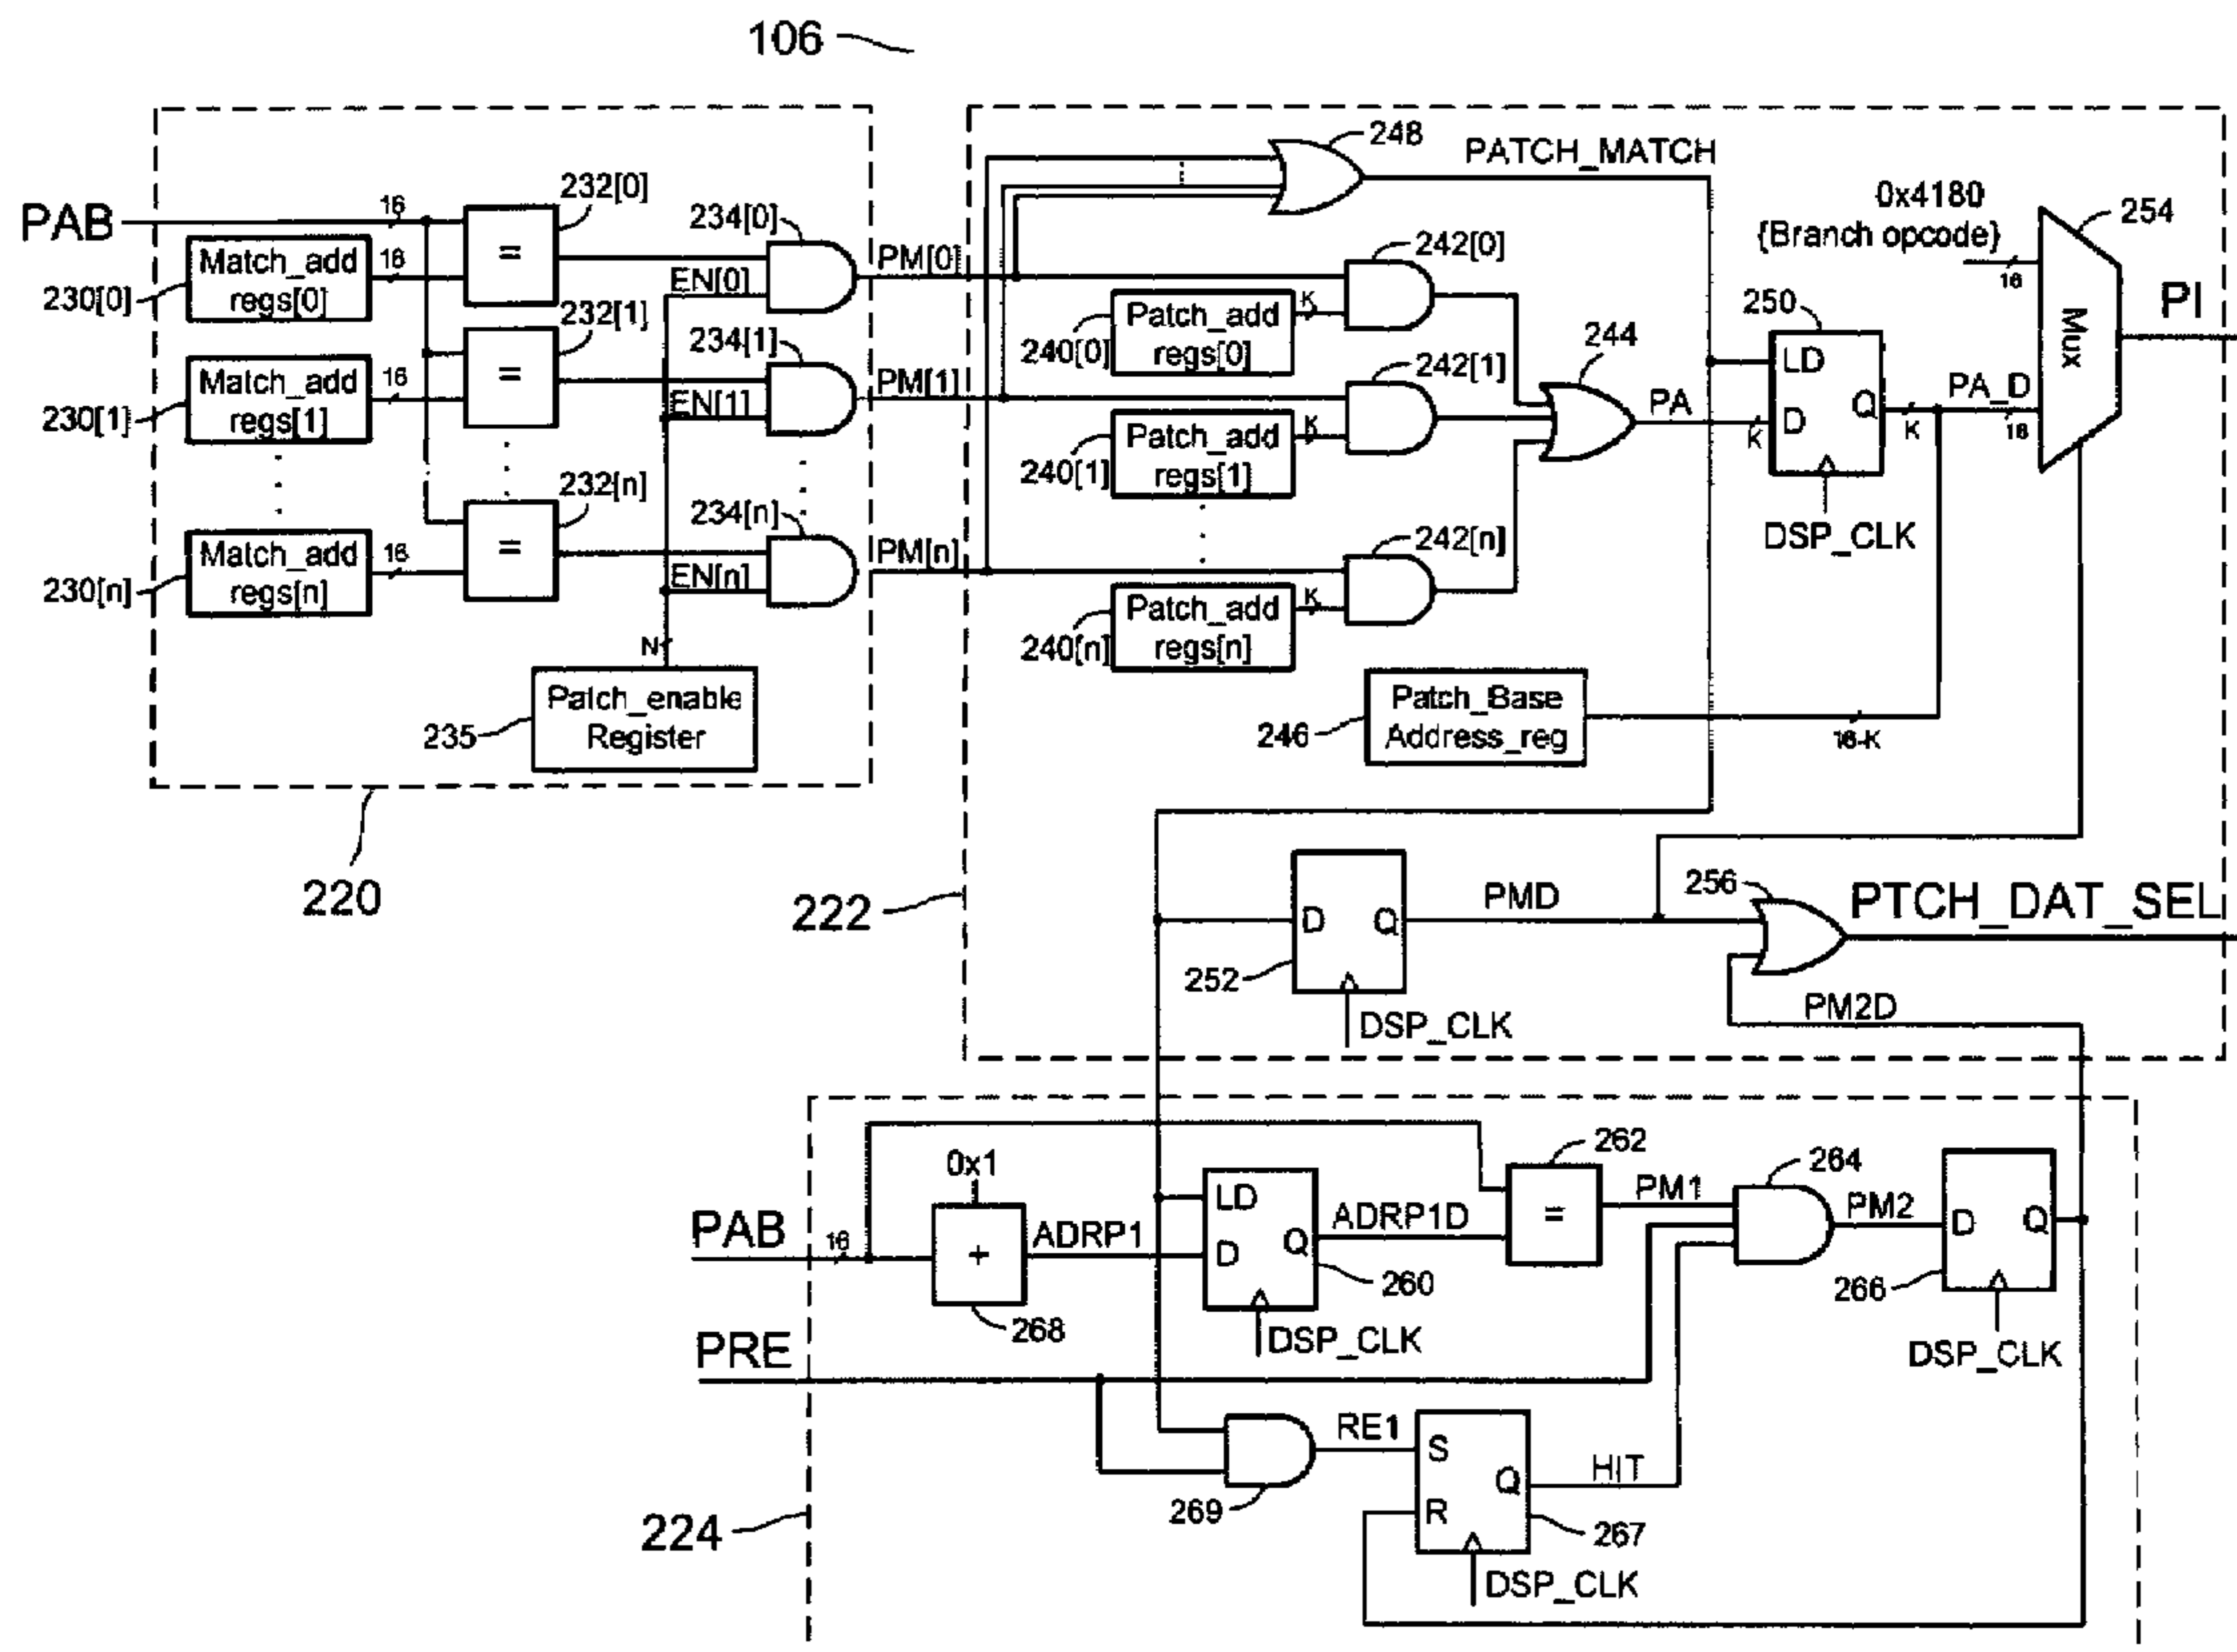 106
PAB
16
Match_add
regs[0]
16
230[0]
=
232[0]
234[0]
EN[0]
PM[0]
Match_add
regs[1]
16
230[1]
=
232[1]
234[1]
EN[1]
PM[1]
Match_add
regs[n]
16
230[n]
=
232[n]
234[n]
EN[n]
PM[n]
N
Patch_enable
Register
235
220
248
PATCH_MATCH
242[0]
Patch_add
regs[0]
K
240[0]
242[1]
Patch_add
regs[1]
K
240[1]
242[n]
Patch_add
regs[n]
K
240[n]
244
PA
K
250
LD
D
Q
K
DSP_CLK
0x4180
{Branch opcode}
16
PA_D
16
Mux
254
PI
Patch_Base
Address_reg
246
16-K
222
D
Q
252
DSP_CLK
PMD
256
PTCH_DAT_SEL
PM2D
PAB
16
0x1
+
268
ADRP1
LD
D
Q
260
DSP_CLK
ADRP1D
262
=
PM1
264
PM2
D
Q
266
DSP_CLK
PRE
269
RE1
S
R
Q
267
DSP_CLK
HIT
224